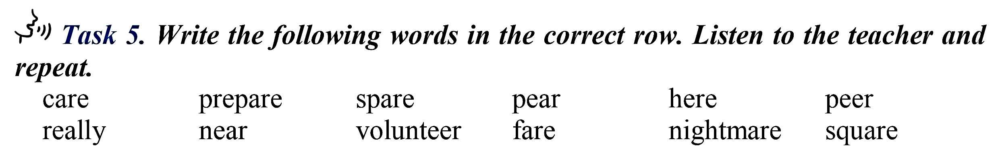 Task 5. Write the following words in the correct row. Listen to the teacher and
repeat.
care prepare spare pear here peer
really near volunteer fare nightmare square